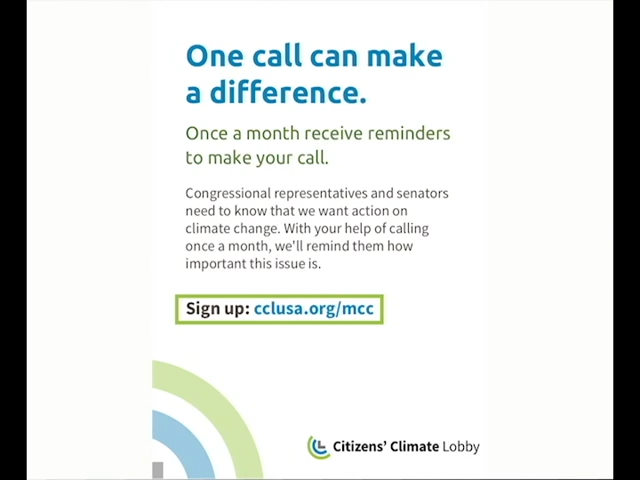 One call can make
a difference.
Once a month receive reminders
to make your call.
Congressional representatives and senators
need to know that we want action on
climate change. With your help of calling
once a month, we'll remind them how
important this issue is.
Sign up: cclusa.org/mcc
Citizens' Climate Lobby